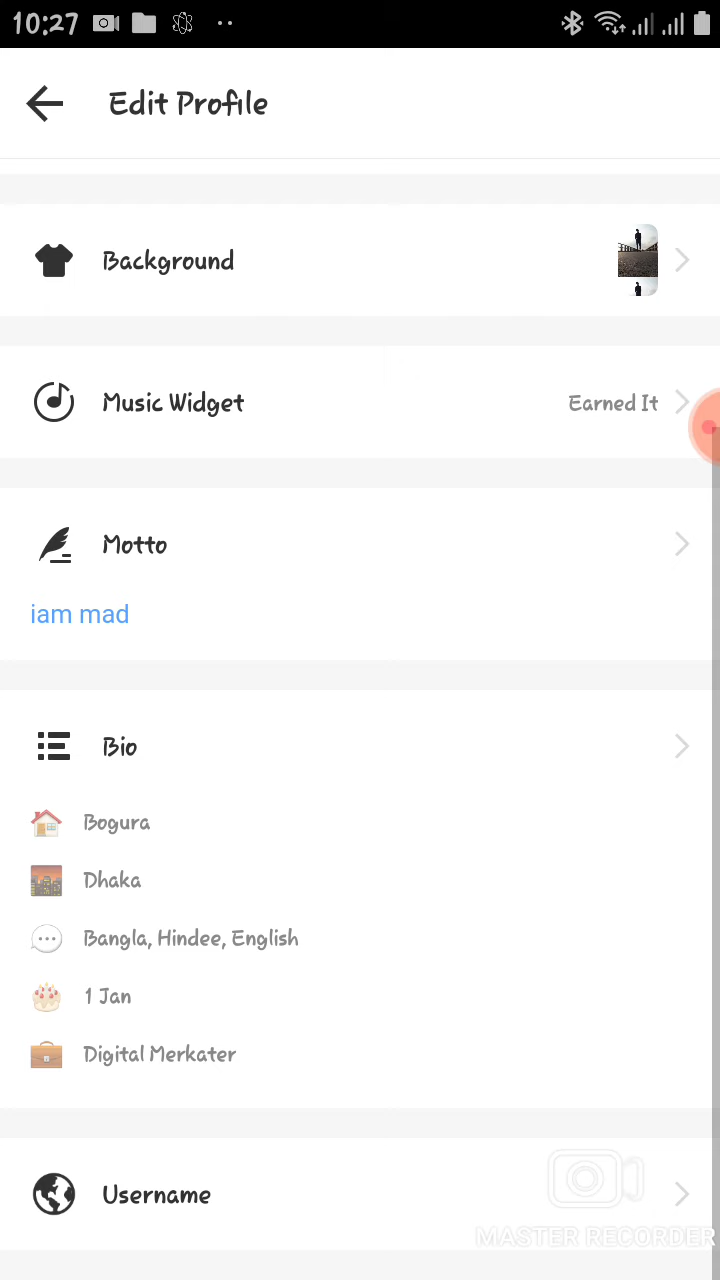 10:27
Edit Profile
Background
Music Widget
Earned It
Motto
iam mad
Bio
Bogura
Dhaka
Bangla, Hindee, English
1 Jan
Digital Merkater
Username
MASTER RECORDER